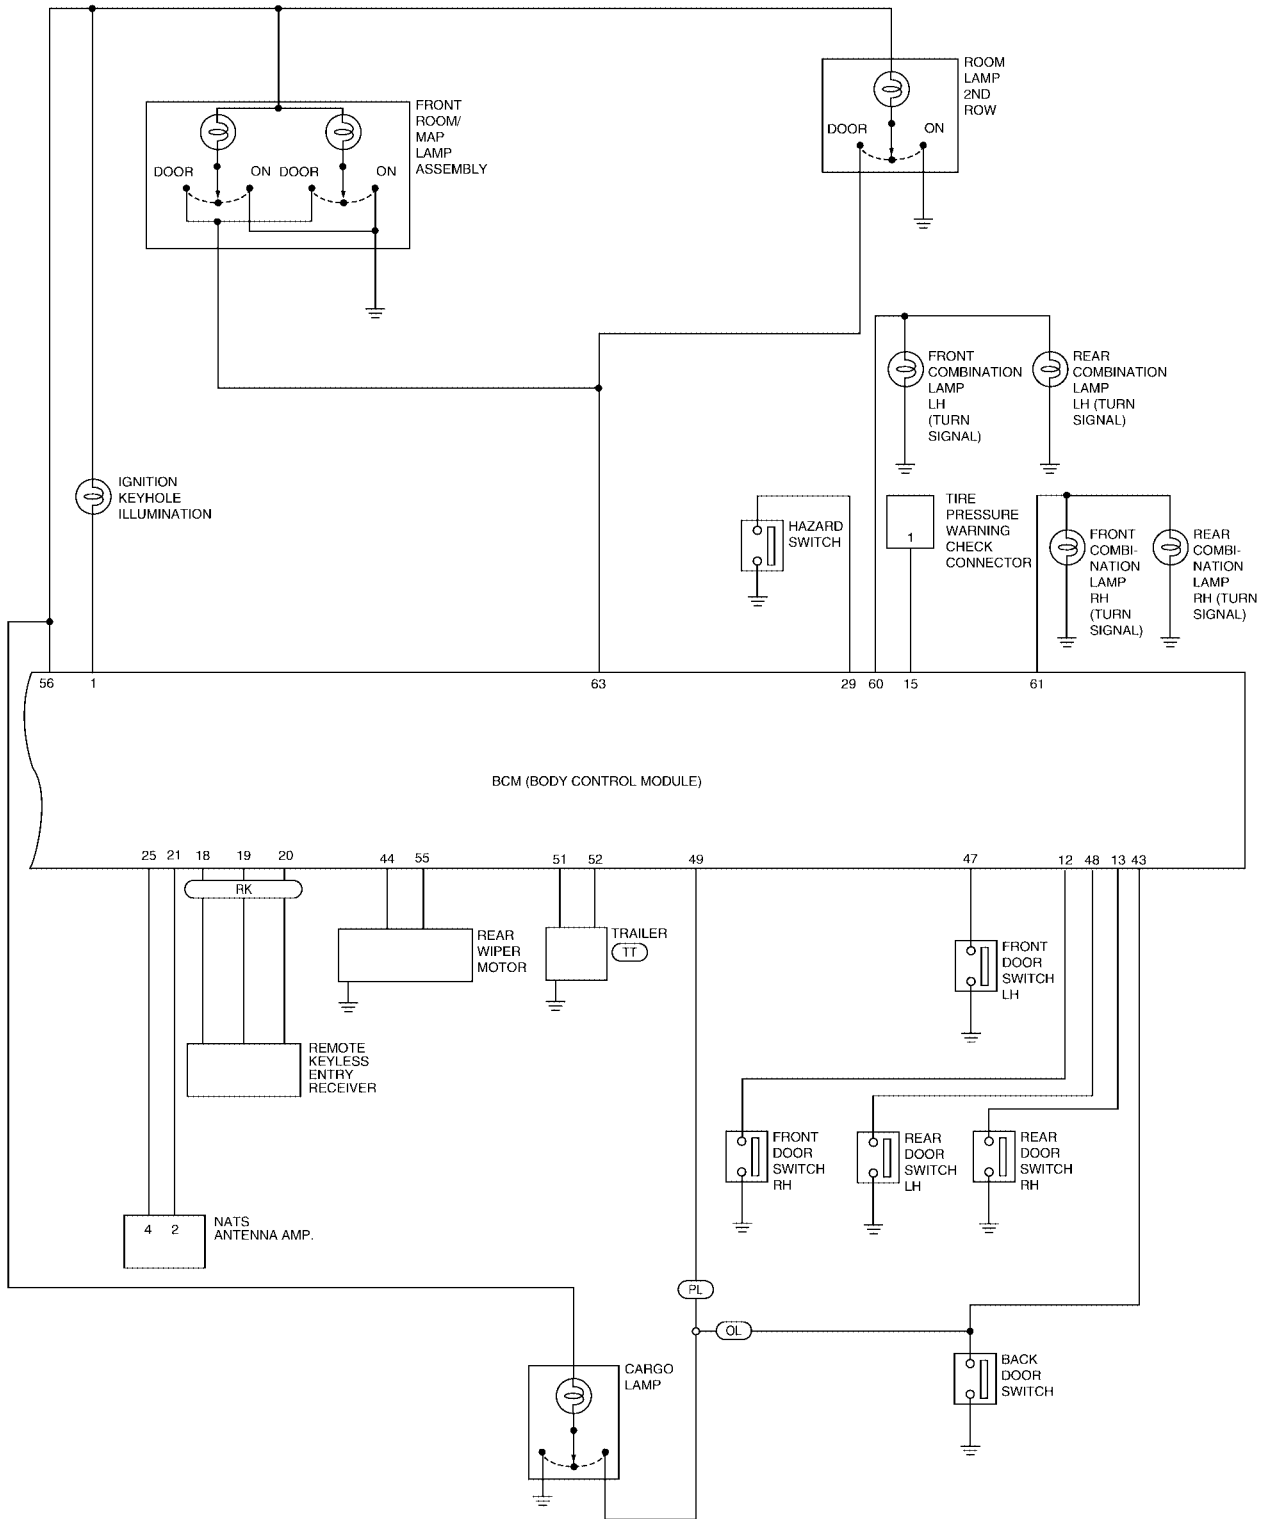 ROOM
LAMP
2ND
ROW
DOOR
ON
FRONT
ROOM/
MAP
LAMP
ASSEMBLY
DOOR
ON
DOOR
ON
FRONT
COMBINATION
LAMP
LH
(TURN
SIGNAL)
REAR
COMBINATION
LAMP
LH (TURN
SIGNAL)
IGNITION
KEYHOLE
ILLUMINATION
HAZARD
SWITCH
1
TIRE
PRESSURE
WARNING
CHECK
CONNECTOR
FRONT
COMBI-
NATION
LAMP
RH
(TURN
SIGNAL)
REAR
COMBI-
NATION
LAMP
RH (TURN
SIGNAL)
56
1
63
29
60
15
61
BCM (BODY CONTROL MODULE)
25
21
18
19
20
44
55
51
52
49
47
12
48
13
43
RK
REAR
WIPER
MOTOR
TRAILER
TT
FRONT
DOOR
SWITCH
LH
REMOTE
KEYLESS
ENTRY
RECEIVER
FRONT
DOOR
SWITCH
RH
REAR
DOOR
SWITCH
LH
REAR
DOOR
SWITCH
RH
4
2
NATS
ANTENNA AMP.
PL
OL
CARGO
LAMP
BACK
DOOR
SWITCH